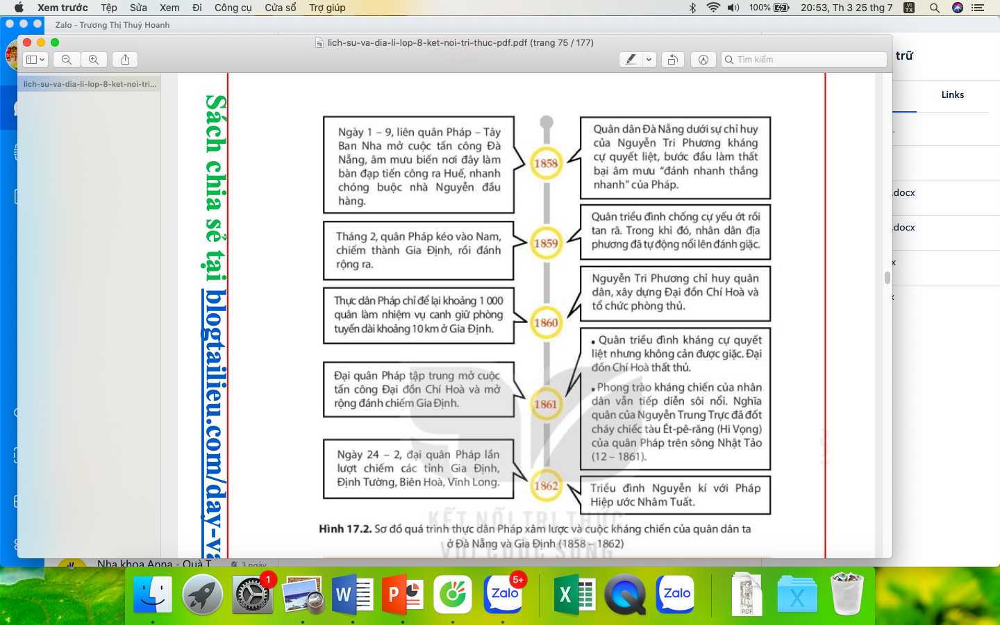 Xem trước Tệp Sửa Xem Đi Công cụ Cửa sổ Trợ giúp 100% 20:53, Th 3 25 thg 7 VI TX
Zalo - Trương Thị Thuý Hoanh
lich-su-va-dia-li-lop-8-ket-noi-tri-thuc-pdf.pdf (trang 75 / 177)
Tìm kiếm
lich-su-va-dia-li-lop-8-ket-noi-tri...
trữ
Links
.docx
.docx
Sách chia sẻ tại blogtailieu.com/day-va
Ngày 1 – 9, liên quân Pháp – Tây
Ban Nha mở cuộc tấn công Đà
Nẵng, âm mưu biến nơi đây làm
bàn đạp tiến công ra Huế, nhanh
chóng buộc nhà Nguyễn đầu
hàng.
1858
Quân dân Đà Nẵng dưới sự chỉ huy
của Nguyễn Tri Phương kháng
cự quyết liệt, bước đầu làm thất
bại âm mưu “đánh nhanh thắng
nhanh” của Pháp.
Tháng 2, quân Pháp kéo vào Nam,
chiếm thành Gia Định, rồi đánh
rộng ra.
1859
Quân triều đình chống cự yếu ớt rồi
tan rã. Trong khi đó, nhân dân địa
phương đã tự động nổi lên đánh giặc.
Thực dân Pháp chỉ để lại khoảng 1 000
quân làm nhiệm vụ canh giữ phòng
tuyến dài khoảng 10 km ở Gia Định.
1860
Nguyễn Tri Phương chỉ huy quân
dân, xây dựng Đại đồn Chí Hoà và
tổ chức phòng thủ.
Đại quân Pháp tập trung mở cuộc
tấn công Đại đồn Chí Hoà và mở
rộng đánh chiếm Gia Định.
1861
• Quân triều đình kháng cự quyết
liệt nhưng không cản được giặc. Đại
đồn Chí Hoà thất thủ.
• Phong trào kháng chiến của nhân
dân vẫn tiếp diễn sôi nổi. Nghĩa
quân của Nguyễn Trung Trực đã đốt
cháy chiếc tàu Ét-pê-răng (Hi Vọng)
của quân Pháp trên sông Nhật Tảo
(12 – 1861).
Ngày 24 – 2, đại quân Pháp lần
lượt chiếm các tỉnh Gia Định,
Định Tường, Biên Hoà, Vĩnh Long.
1862
Triều đình Nguyễn kí với Pháp
Hiệp ước Nhâm Tuất.
KẾT NỐI TRI THỨC
VỚI CUỘC SỐNG
Hình 17.2. Sơ đồ quá trình thực dân Pháp xâm lược và cuộc kháng chiến của quân dân ta
ở Đà Nẵng và Gia Định (1858 – 1862)
Nha khoa Anna - Quà T... 3 ngày
1
W
P
Zalo
5+
X
Zalo
PDF
X